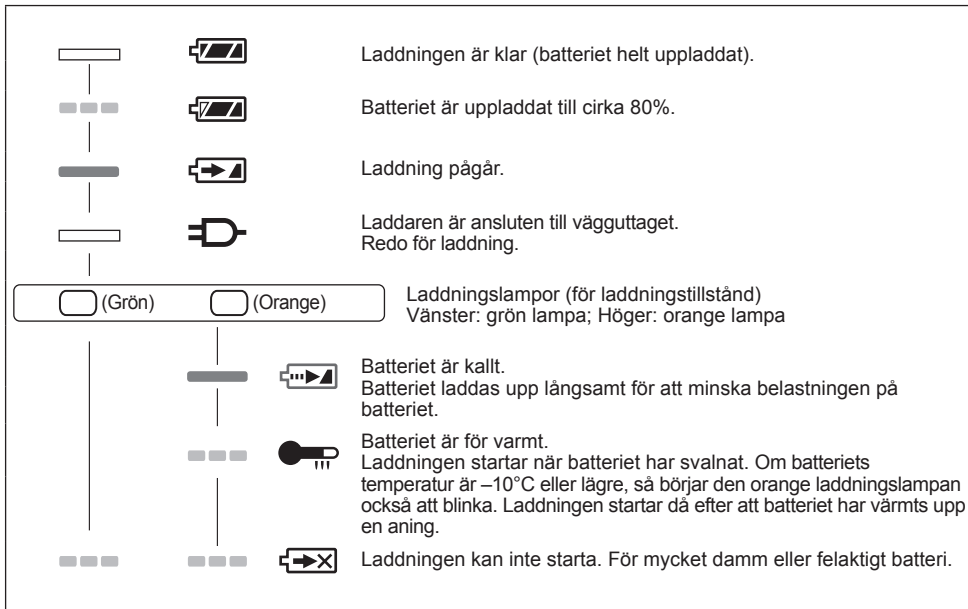 Laddningen är klar (batteriet helt uppladdat).
Batteriet är uppladdat till cirka 80%.
Laddning pågår.
Laddaren är ansluten till vägguttaget.
Redo för laddning.
(Grön) (Orange)
Laddningslampor (för laddningstillstånd)
Vänster: grön lampa; Höger: orange lampa
Batteriet är kallt.
Batteriet laddas upp långsamt för att minska belastningen på
batteriet.
Batteriet är för varmt.
Laddningen startar när batteriet har svalnat. Om batteriets
temperatur är –10°C eller lägre, så börjar den orange laddningslampan
också att blinka. Laddningen startar då efter att batteriet har värmts upp
en aning.
Laddningen kan inte starta. För mycket damm eller felaktigt batteri.